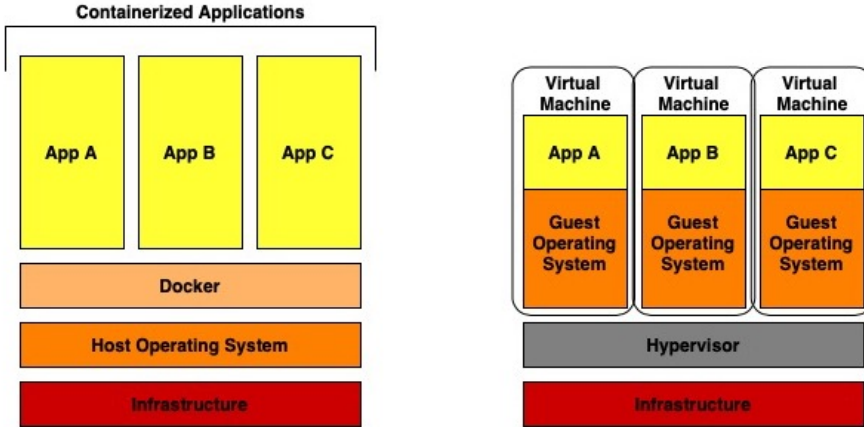 Containerized Applications
App A
App B
App C
Docker
Host Operating System
Infrastructure
Virtual
Machine
App A
Guest
Operating
System
Virtual
Machine
App B
Guest
Operating
System
Virtual
Machine
App C
Guest
Operating
System
Hypervisor
Infrastructure